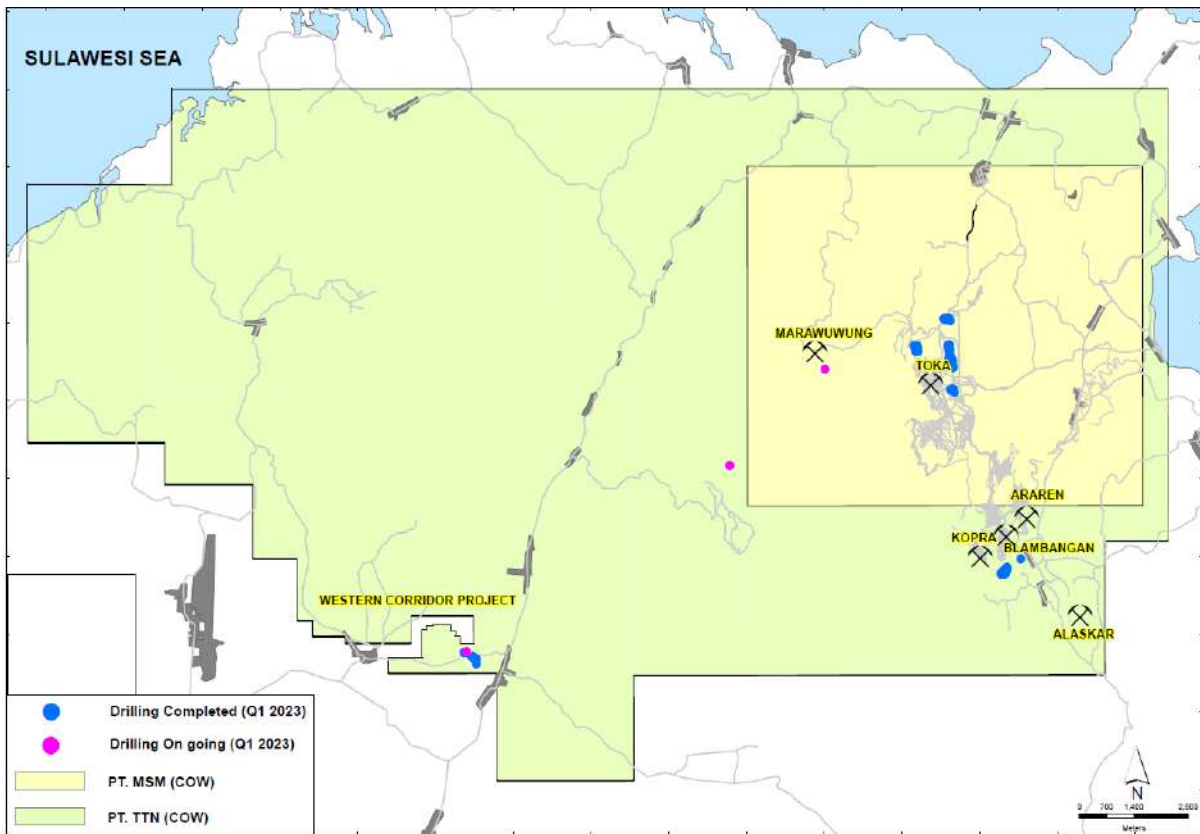 SULAWESI SEA
MARAWUWUNG
TOKA
ARAREN
KOPRA
BLAMBANGAN
WESTERN CORRIDOR PROJECT
ALASKAR
Drilling Completed (Q1 2023)
Drilling On going (Q1 2023)
PT. MSM (COW)
PT. TTN (COW)
N
0 700 1,400
Meters